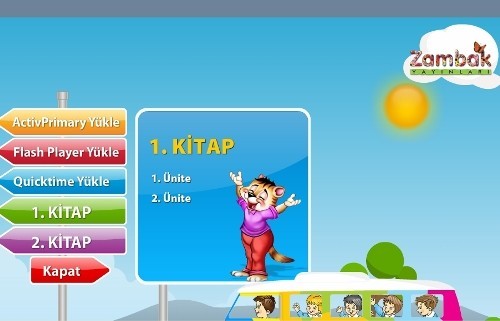 Zambak
YAYINLARI
ActivPrimary Yükle
Flash Player Yükle
Quicktime Yükle
1. KİTAP
2. KİTAP
Kapat
1. KİTAP
1. Ünite
2. Ünite